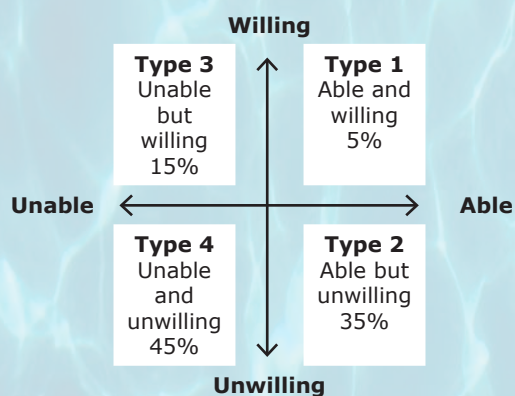 Willing
Type 3
Unable
but
willing
15%
Type 1
Able and
willing
5%
Unable
Able
Type 4
Unable
and
unwilling
45%
Type 2
Able but
unwilling
35%
Unwilling